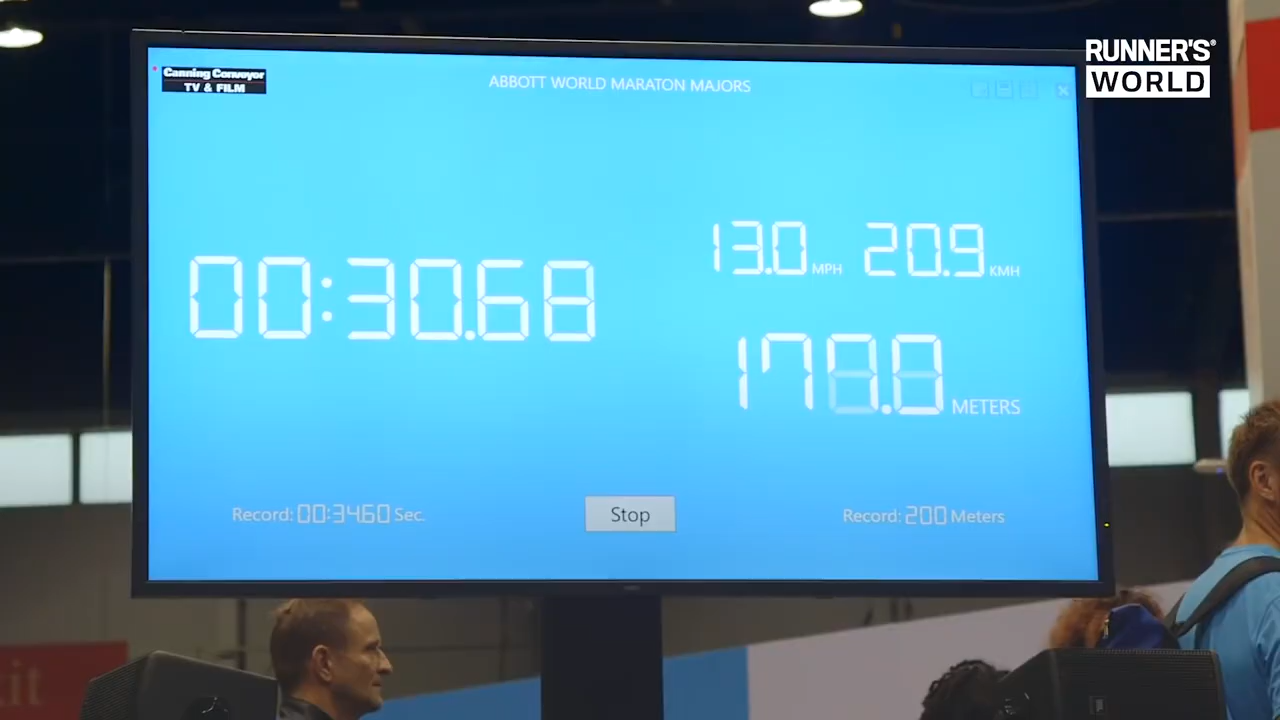 RUNNER'S®
WORLD
Canning Conveyor
TV & FILM
ABBOTT WORLD MARATON MAJORS
13.0 MPH 20.9 KMH
00:30.68
METERS
Record: 00:34.60 Sec.
Stop
Record: 200 Meters
it